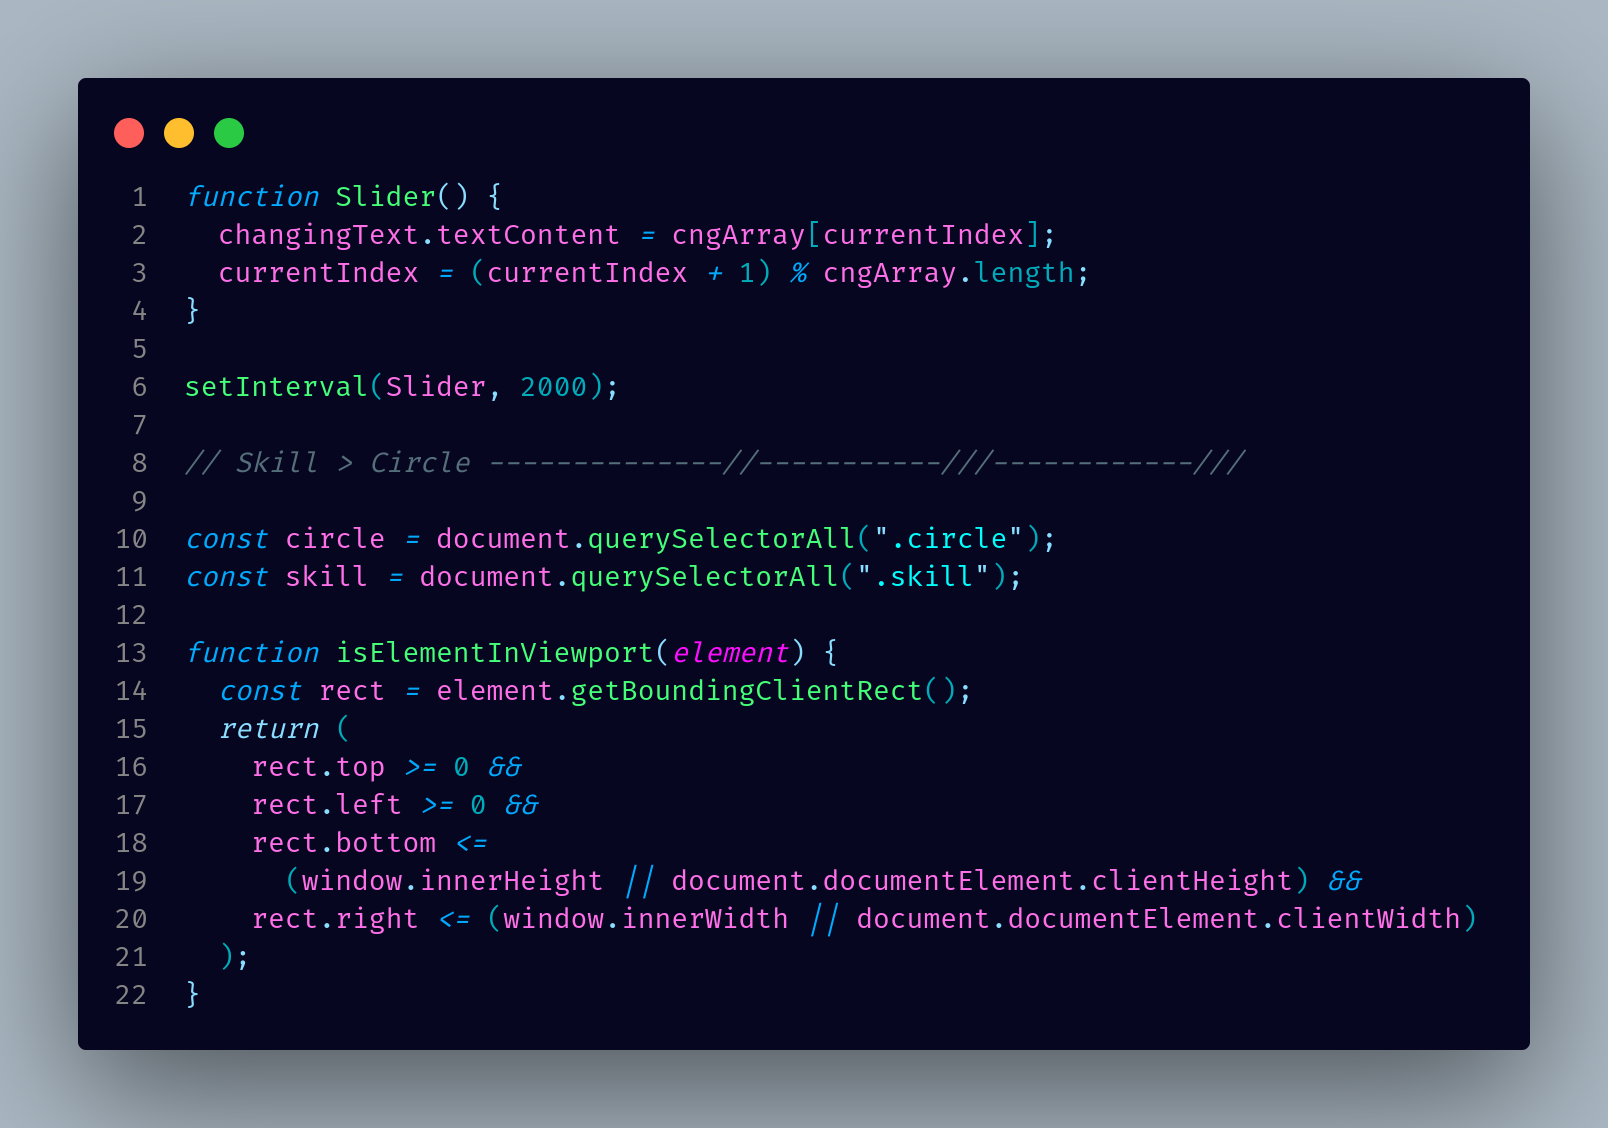 1 function Slider() {
2 changingText.textContent = cngArray[currentIndex];
3 currentIndex = (currentIndex + 1) % cngArray.length;
4 }
5
6 setInterval(Slider, 2000);
7
8 // Skill > Circle --------------//-----------///------------///
9
10 const circle = document.querySelectorAll(".circle");
11 const skill = document.querySelectorAll(".skill");
12
13 function isElementInViewport(element) {
14 const rect = element.getBoundingClientRect();
15 return (
16 rect.top >= 0 &&
17 rect.left >= 0 &&
18 rect.bottom <=
19 (window.innerHeight || document.documentElement.clientHeight) &&
20 rect.right <= (window.innerWidth || document.documentElement.clientWidth)
21 );
22 }